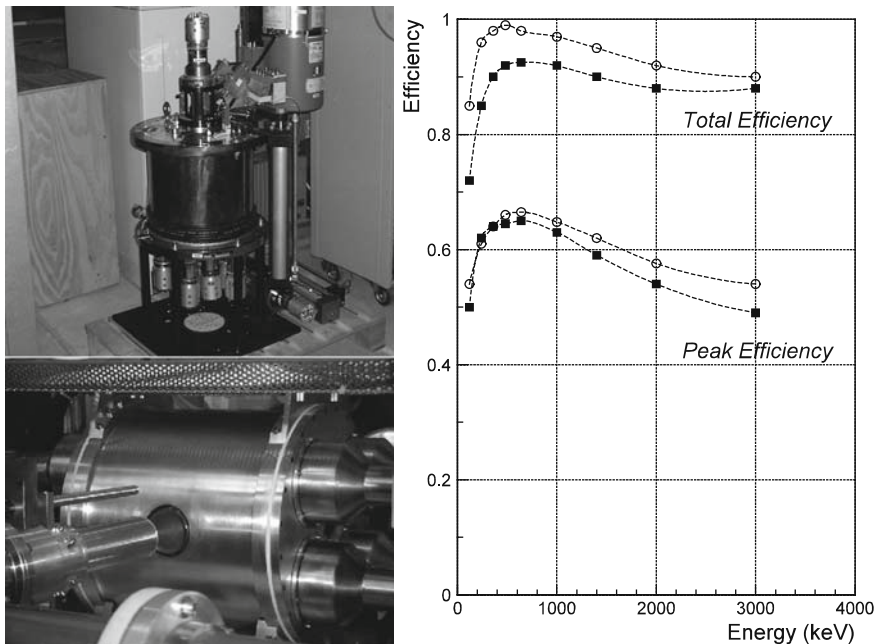 Efficiency
1
0.8
0.6
0.4
0.2
0
Total Efficiency
Peak Efficiency
0 1000 2000 3000 4000
Energy (keV)